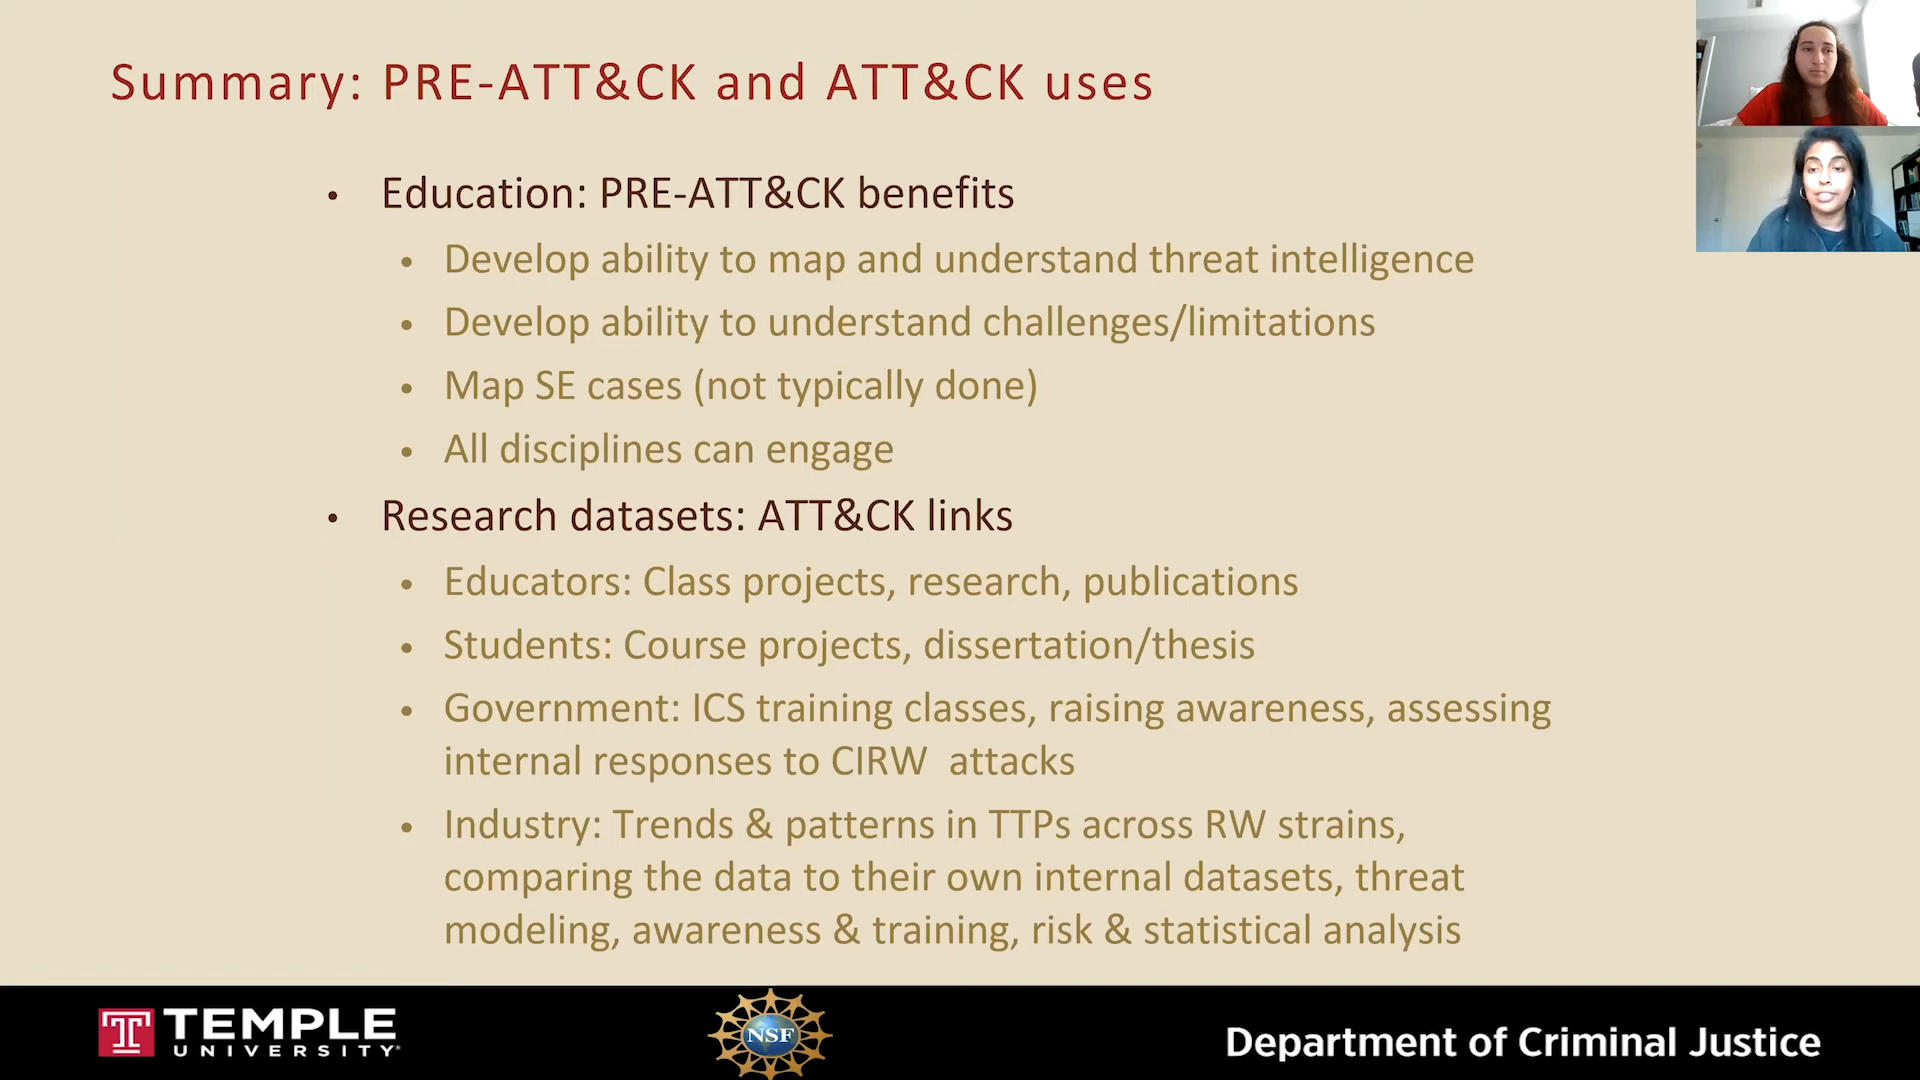 Summary: PRE-ATT&CK and ATT&CK uses
• Education: PRE-ATT&CK benefits
• Develop ability to map and understand threat intelligence
• Develop ability to understand challenges/limitations
• Map SE cases (not typically done)
• All disciplines can engage
• Research datasets: ATT&CK links
• Educators: Class projects, research, publications
• Students: Course projects, dissertation/thesis
• Government: ICS training classes, raising awareness, assessing
internal responses to CIRW attacks
• Industry: Trends & patterns in TTPs across RW strains,
comparing the data to their own internal datasets, threat
modeling, awareness & training, risk & statistical analysis
TEMPLE
UNIVERSITY
NSF
Department of Criminal Justice